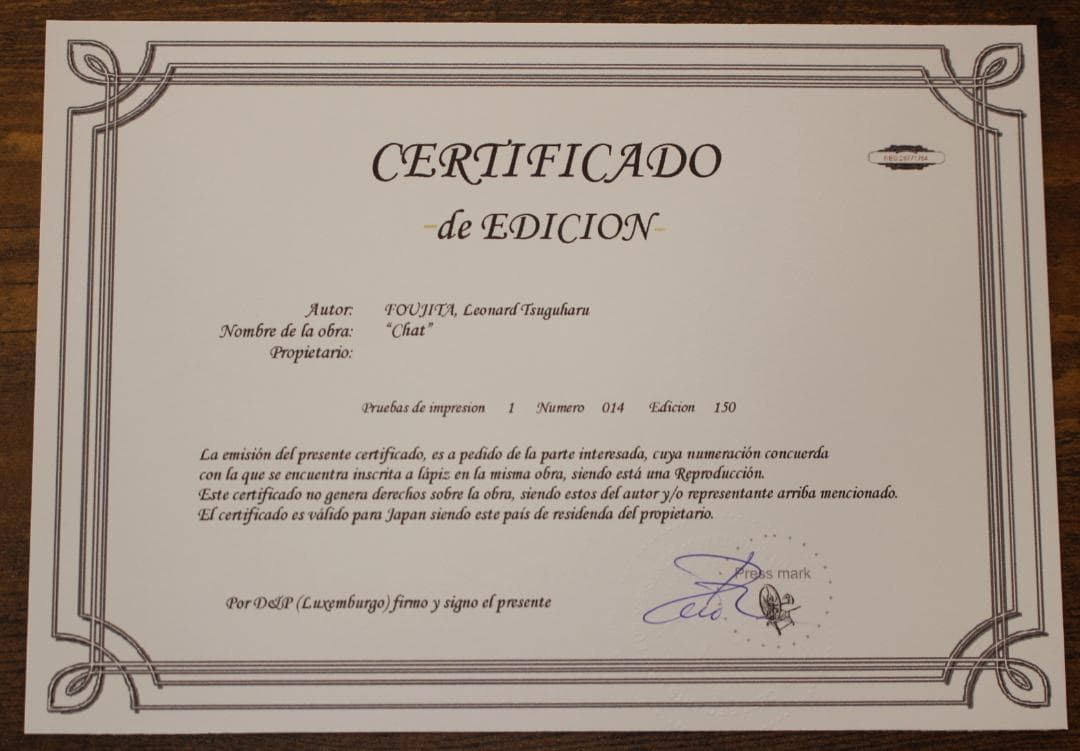 CERTIFICADO
-de EDICION-
Autor: FOUJITA, Leonard Tsuguharu
Nombre de la obra: "Chat"
Propietario:
Pruebas de impresion 1 Numero 014 Edicion 150
La emisión del presente certificado, es a pedido de la parte interesada, cuya numeración concuerda
con la que se encuentra inscrita a lápiz en la misma obra, siendo está una Reproducción.
Este certificado no genera derechos sobre la obra, siendo estos del autor y/o representante arriba mencionado.
El certificado es válido para Japan siendo este país de residenda del propietario.
Press mark
Por D&P (Luxemburgo) firmo y signo el presente